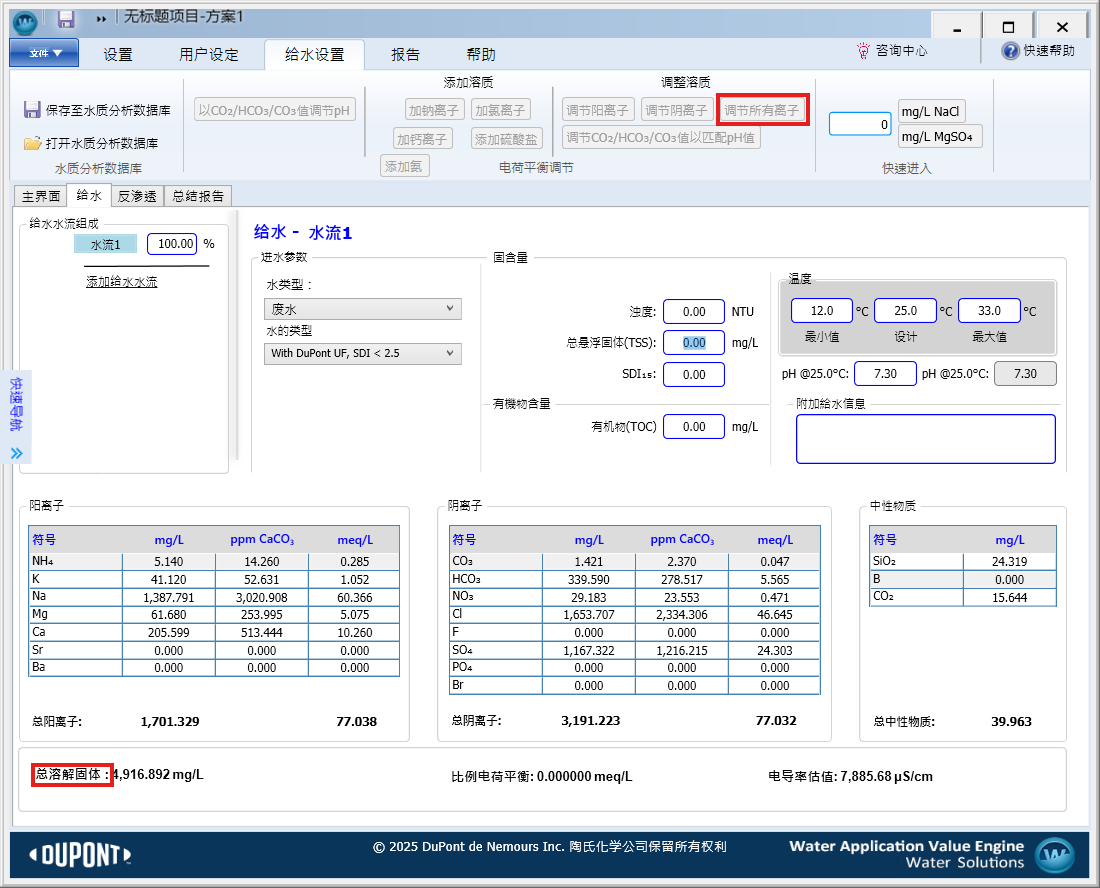 DUPONT
无标题项目-方案1
文件
设置
用户设定
给水设置
报告
帮助
咨询中心
快速帮助
保存至水质分析数据库
打开水质分析数据库
水质分析数据库
以CO₂/HCO₃/CO₃值调节pH
添加溶质
加钠离子
加氯离子
加钙离子
添加硫酸盐
添加氨
调整溶质
调节阳离子
调节阴离子
调节所有离子
调节CO₂/HCO₃/CO₃值以匹配pH值
电荷平衡调节
0
mg/L NaCl
mg/L MgSO₄
快速进入
主界面
给水
反渗透
总结报告
给水水流组成
水流1 100.00 %
添加给水水流
快速导航
给水 - 水流1
进水参数
水类型：
废水
水的类型
With DuPont UF, SDI < 2.5
固含量
浊度: 0.00 NTU
总悬浮固体(TSS): 0.00 mg/L
SDI₁₅: 0.00
有機物含量
有机物(TOC) 0.00 mg/L
温度
12.0 °C 25.0 °C 33.0 °C
最小值 设计 最大值
pH @25.0°C: 7.30 pH @25.0°C: 7.30
附加給水信息
阳离子
符号 mg/L ppm CaCO₃ meq/L
NH₄ 5.140 14.260 0.285
K 41.120 52.631 1.052
Na 1,387.791 3,020.908 60.366
Mg 61.680 253.995 5.075
Ca 205.599 513.444 10.260
Sr 0.000 0.000 0.000
Ba 0.000 0.000 0.000
总阳离子: 1,701.329 77.038
阴离子
符号 mg/L ppm CaCO₃ meq/L
CO₃ 1.421 2.370 0.047
HCO₃ 339.590 278.517 5.565
NO₃ 29.183 23.553 0.471
Cl 1,653.707 2,334.306 46.645
F 0.000 0.000 0.000
SO₄ 1,167.322 1,216.215 24.303
PO₄ 0.000 0.000 0.000
Br 0.000 0.000 0.000
总阴离子: 3,191.223 77.032
中性物质
符号 mg/L
SiO₂ 24.319
B 0.000
CO₂ 15.644
总中性物质: 39.963
总溶解固体 : 4,916.892 mg/L
比例电荷平衡: 0.000000 meq/L
电导率估值: 7,885.68 µS/cm
DUPONT™
© 2025 DuPont de Nemours Inc. 陶氏化学公司保留所有权利
Water Application Value Engine
Water Solutions